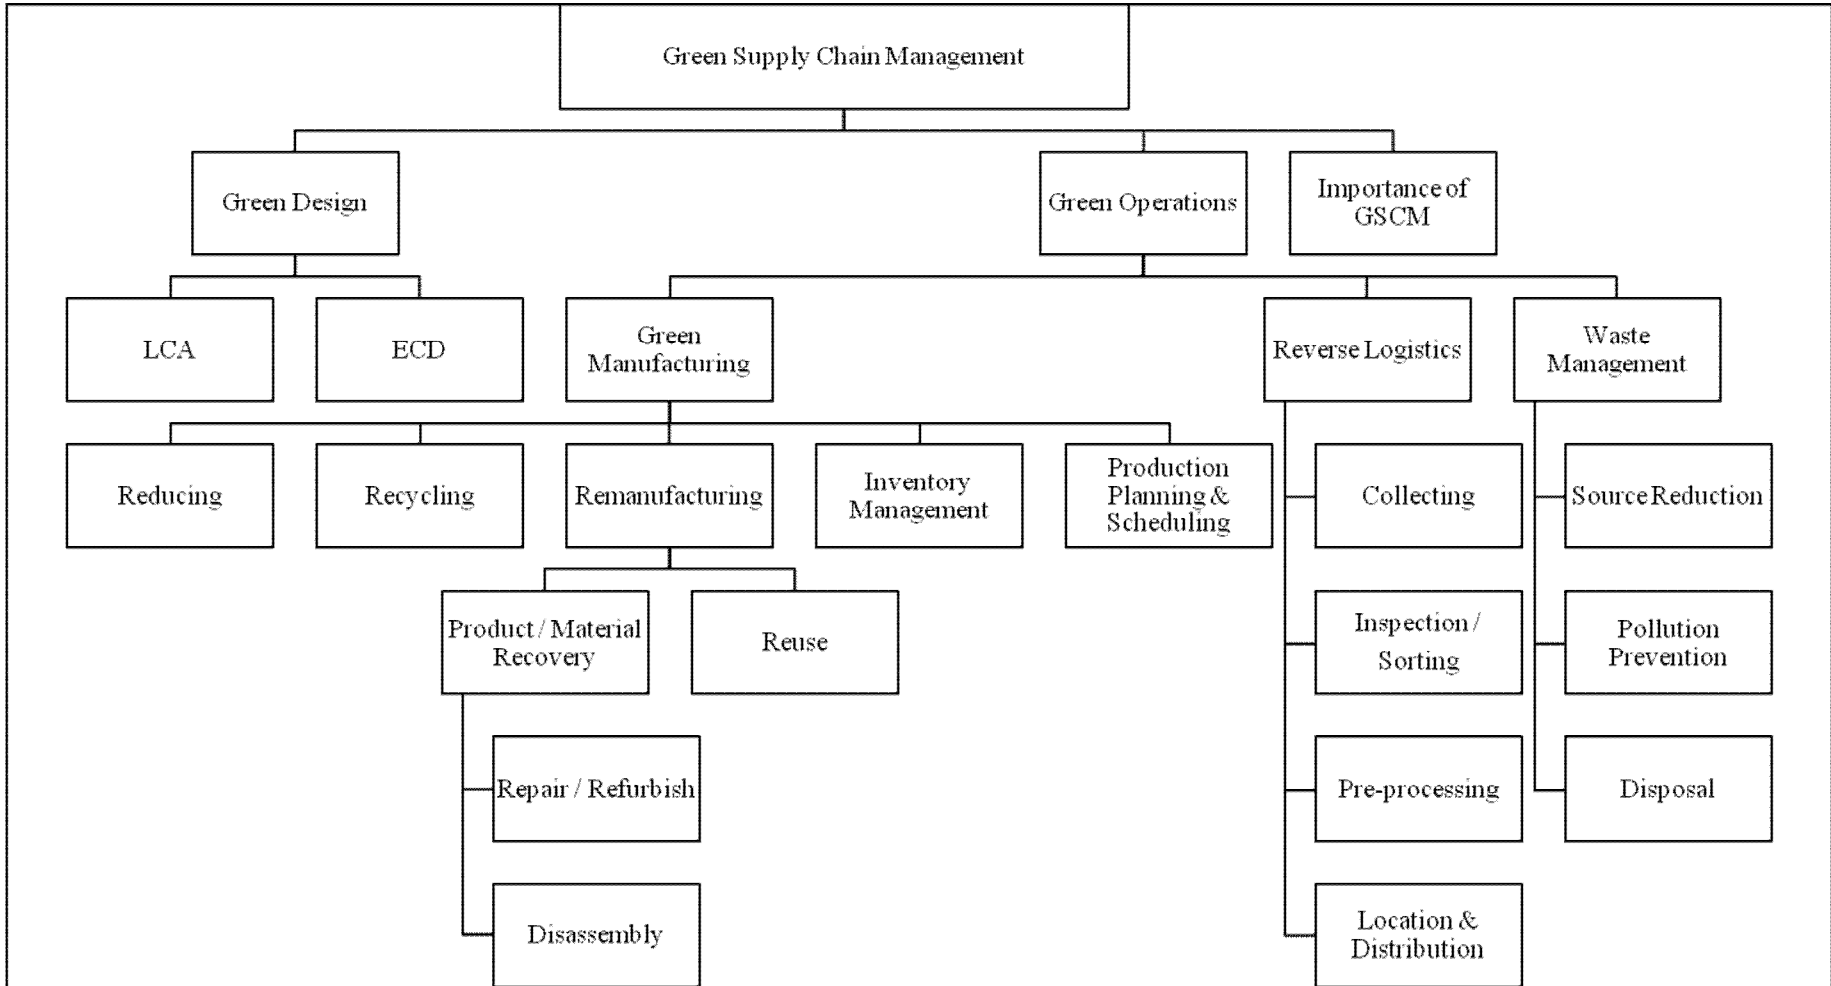 Green Supply Chain Management
Green Design
Green Operations
Importance of
GSCM
LCA
ECD
Green
Manufacturing
Reverse Logistics
Waste
Management
Reducing
Recycling
Remanufacturing
Inventory
Management
Production
Planning &
Scheduling
Collecting
Source Reduction
Product / Material
Recovery
Reuse
Inspection /
Sorting
Pollution
Prevention
Repair / Refurbish
Pre-processing
Disposal
Disassembly
Location &
Distribution